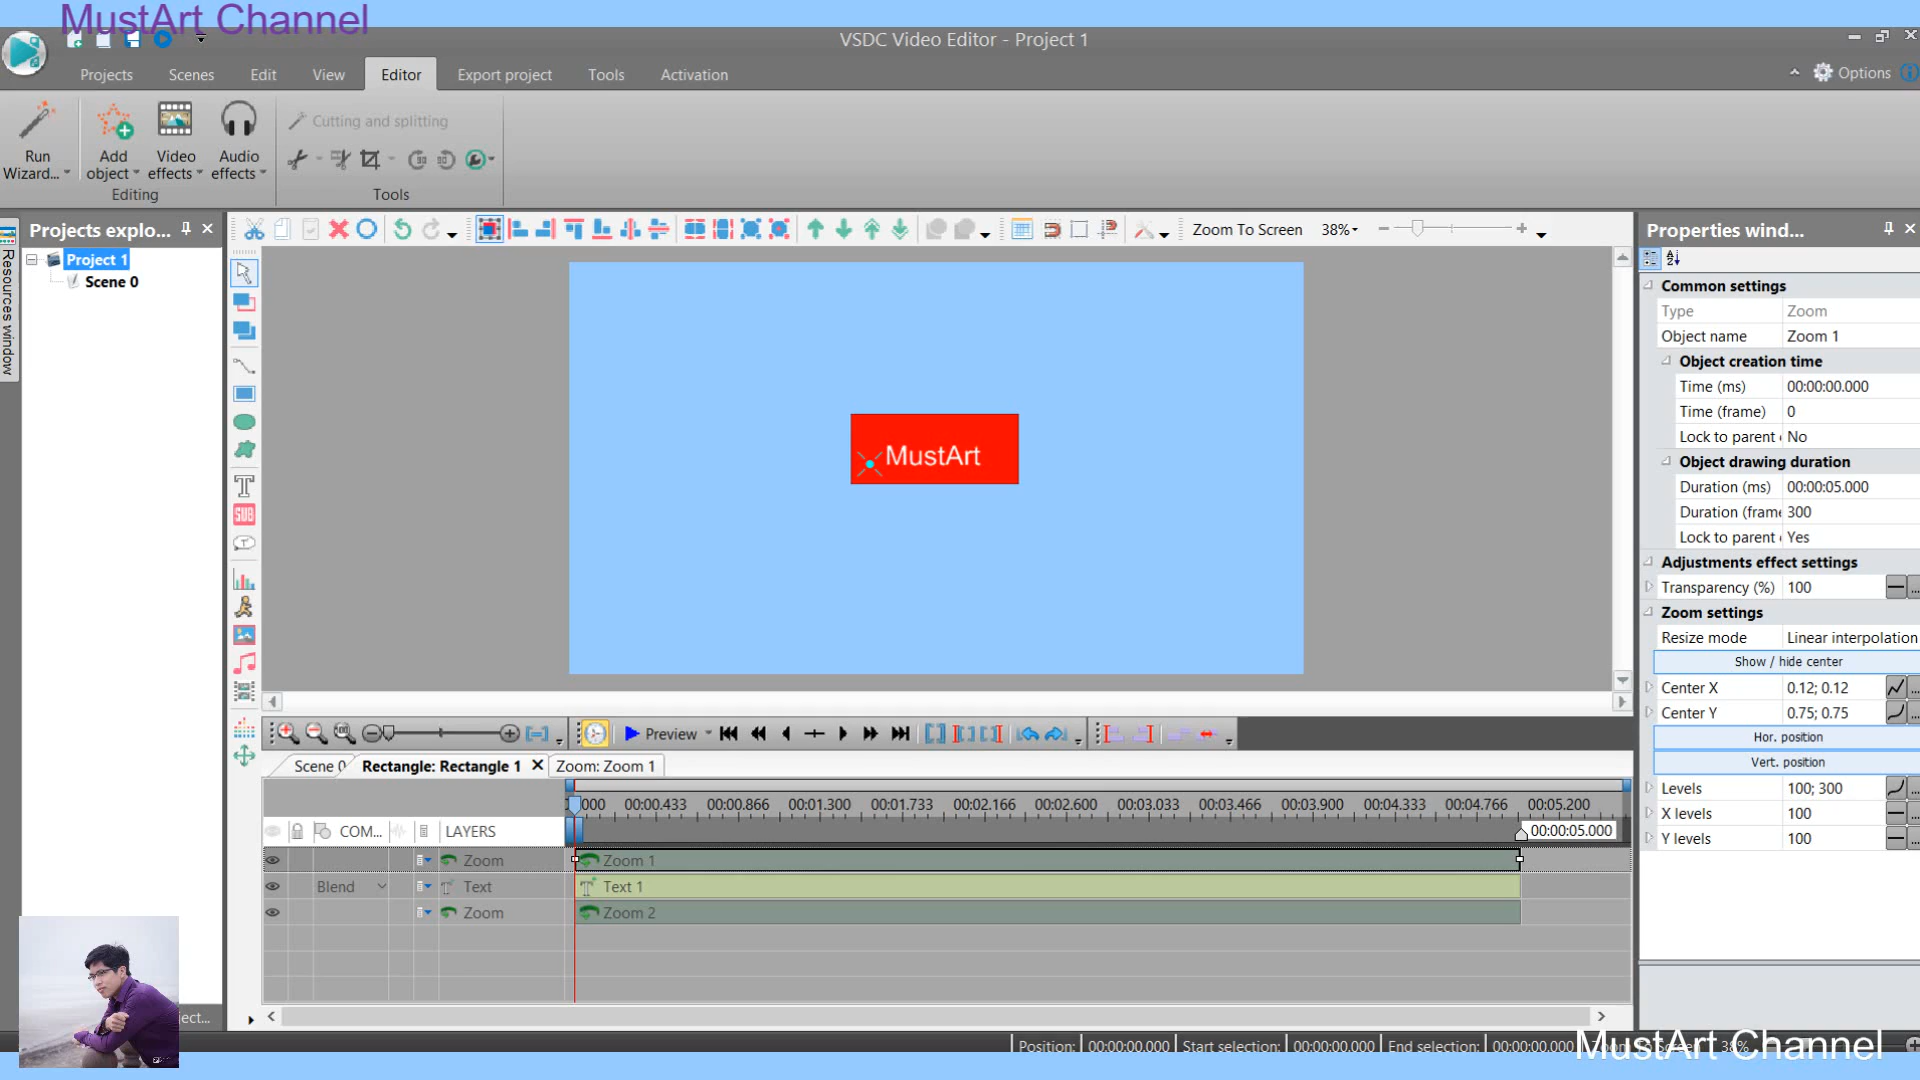 MustArt Channel
VSDC Video Editor - Project 1
Projects Scenes Edit View Editor Export project Tools Activation Options
Cutting and splitting
Run Wizard... Add object Video effects Audio effects
Editing Tools
Projects explo... Zoom To Screen 38% Properties wind...
Resources window
Project 1
Scene 0
MustArt
SUB
Common settings
Type Zoom
Object name Zoom 1
Object creation time
Time (ms) 00:00:00.000
Time (frame) 0
Lock to parent No
Object drawing duration
Duration (ms) 00:00:05.000
Duration (frame 300
Lock to parent Yes
Adjustments effect settings
Transparency (%) 100 ...
Zoom settings
Resize mode Linear interpolation
Show / hide center
Center X 0.12; 0.12 ...
Center Y 0.75; 0.75 ...
Hor. position
Vert. position
Levels 100; 300 ...
X levels 100 ...
Y levels 100 ...
Preview
Scene 0 Rectangle: Rectangle 1 Zoom: Zoom 1
000 00:00.433 00:00.866 00:01.300 00:01.733 00:02.166 00:02.600 00:03.033 00:03.466 00:03.900 00:04.333 00:04.766 00:05.200
COM... LAYERS 00:00:05.000
Zoom Zoom 1
Blend Text Text 1
Zoom Zoom 2
ject...
Position: 00:00:00.000 Start selection: 00:00:00.000 End selection: 00:00:00.000 38%
MustArt Channel